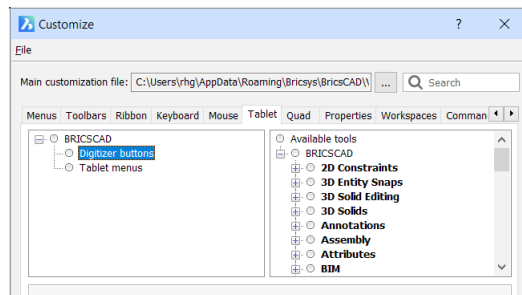 Customize ? X
File
Main customization file: C:\Users\rhg\AppData\Roaming\Bricsys\BricsCAD\\ ... Search
Menus Toolbars Ribbon Keyboard Mouse Tablet Quad Properties Workspaces Comman
BRICSCAD
Digitizer buttons
Tablet menus
Available tools
BRICSCAD
2D Constraints
3D Entity Snaps
3D Solid Editing
3D Solids
Annotations
Assembly
Attributes
BIM